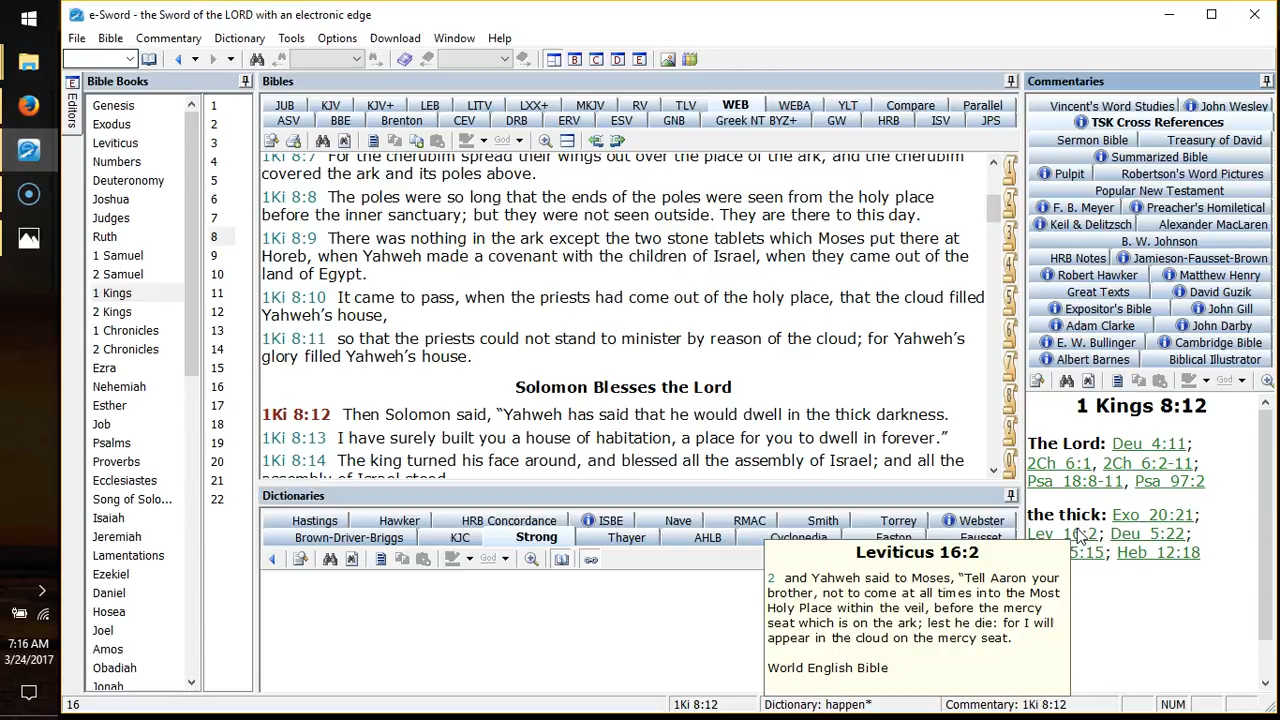 e-Sword - the Sword of the LORD with an electronic edge
File Bible Commentary Dictionary Tools Options Download Window Help
B C D E
E Editors
Bible Books
Genesis
Exodus
Leviticus
Numbers
Deuteronomy
Joshua
Judges
Ruth
1 Samuel
2 Samuel
1 Kings
2 Kings
1 Chronicles
2 Chronicles
Ezra
Nehemiah
Esther
Job
Psalms
Proverbs
Ecclesiastes
Song of Solo...
Isaiah
Jeremiah
Lamentations
Ezekiel
Daniel
Hosea
Joel
Amos
Obadiah
Jonah
1
2
3
4
5
6
7
8
9
10
11
12
13
14
15
16
17
18
19
20
21
22
Bibles
JUB KJV KJV+ LEB LITV LXX+ MKJV RV TLV WEB WEBA YLT Compare Parallel
ASV BBE Brenton CEV DRB ERV ESV GNB Greek NT BYZ+ GW HRB ISV JPS
God
1Ki 8:7 For the cherubim spread their wings out over the place of the ark, and the cherubim
covered the ark and its poles above.
1Ki 8:8 The poles were so long that the ends of the poles were seen from the holy place
before the inner sanctuary; but they were not seen outside. They are there to this day.
1Ki 8:9 There was nothing in the ark except the two stone tablets which Moses put there at
Horeb, when Yahweh made a covenant with the children of Israel, when they came out of the
land of Egypt.
1Ki 8:10 It came to pass, when the priests had come out of the holy place, that the cloud filled
Yahweh’s house,
1Ki 8:11 so that the priests could not stand to minister by reason of the cloud; for Yahweh’s
glory filled Yahweh’s house.
Solomon Blesses the Lord
1Ki 8:12 Then Solomon said, “Yahweh has said that he would dwell in the thick darkness.
1Ki 8:13 I have surely built you a house of habitation, a place for you to dwell in forever.”
1Ki 8:14 The king turned his face around, and blessed all the assembly of Israel; and all the
assembly of Israel stood.
Dictionaries
Hastings Hawker HRB Concordance ISBE Nave RMAC Smith Torrey Webster
Brown-Driver-Briggs KJC Strong Thayer AHLB Cyclopedia Easton Fausset
God
Leviticus 16:2
2 and Yahweh said to Moses, “Tell Aaron your
brother, not to come at all times into the Most
Holy Place within the veil, before the mercy
seat which is on the ark; lest he die: for I will
appear in the cloud on the mercy seat.
World English Bible
Commentaries
Vincent's Word Studies John Wesley
TSK Cross References
Sermon Bible Treasury of David
Summarized Bible
Pulpit Robertson's Word Pictures
Popular New Testament
F. B. Meyer Preacher's Homiletical
Keil & Delitzsch Alexander MacLaren
B. W. Johnson
HRB Notes Jamieson-Fausset-Brown
Robert Hawker Matthew Henry
Great Texts David Guzik
Expositor's Bible John Gill
Adam Clarke John Darby
E. W. Bullinger Cambridge Bible
Albert Barnes Biblical Illustrator
God
1 Kings 8:12
The Lord: Deu 4:11;
2Ch 6:1, 2Ch 6:2-11;
Psa 18:8-11, Psa 97:2
the thick: Exo 20:21;
Lev 16:2; Deu 5:22;
5:15; Heb 12:18
7:16 AM
3/24/2017
16 1Ki 8:12 Dictionary: happen* Commentary: 1Ki 8:12 NUM